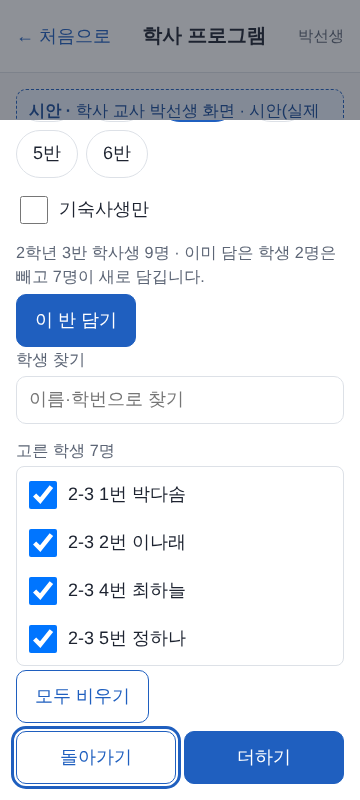 ← 처음으로
학사 프로그램
박선생
시안 · 학사 교사 박선생 화면 · 시안(실제
5반
6반
기숙사생만
2학년 3반 학사생 9명 · 이미 담은 학생 2명은
빼고 7명이 새로 담깁니다.
이 반 담기
학생 찾기
이름·학번으로 찾기
고른 학생 7명
2-3 1번 박다솜
2-3 2번 이나래
2-3 4번 최하늘
2-3 5번 정하나
모두 비우기
돌아가기
더하기